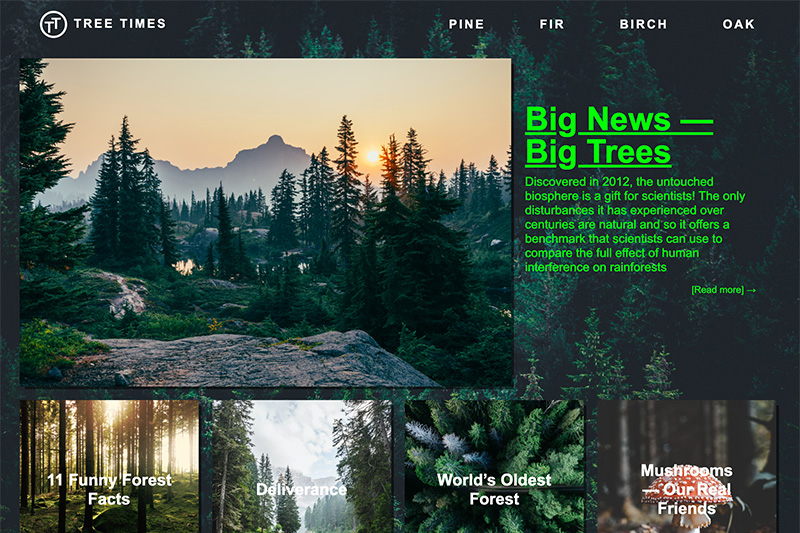 TT TREE TIMES
PINE FIR BIRCH OAK
Big News —
Big Trees
Discovered in 2012, the untouched
biosphere is a gift for scientists! The only
disturbances it has experienced over
centuries are natural and so it offers a
benchmark that scientists can use to
compare the full effect of human
interference on rainforests
[Read more] →
11 Funny Forest
Facts
Deliverance
World’s Oldest
Forest
Mushrooms
— Our Real
Friends